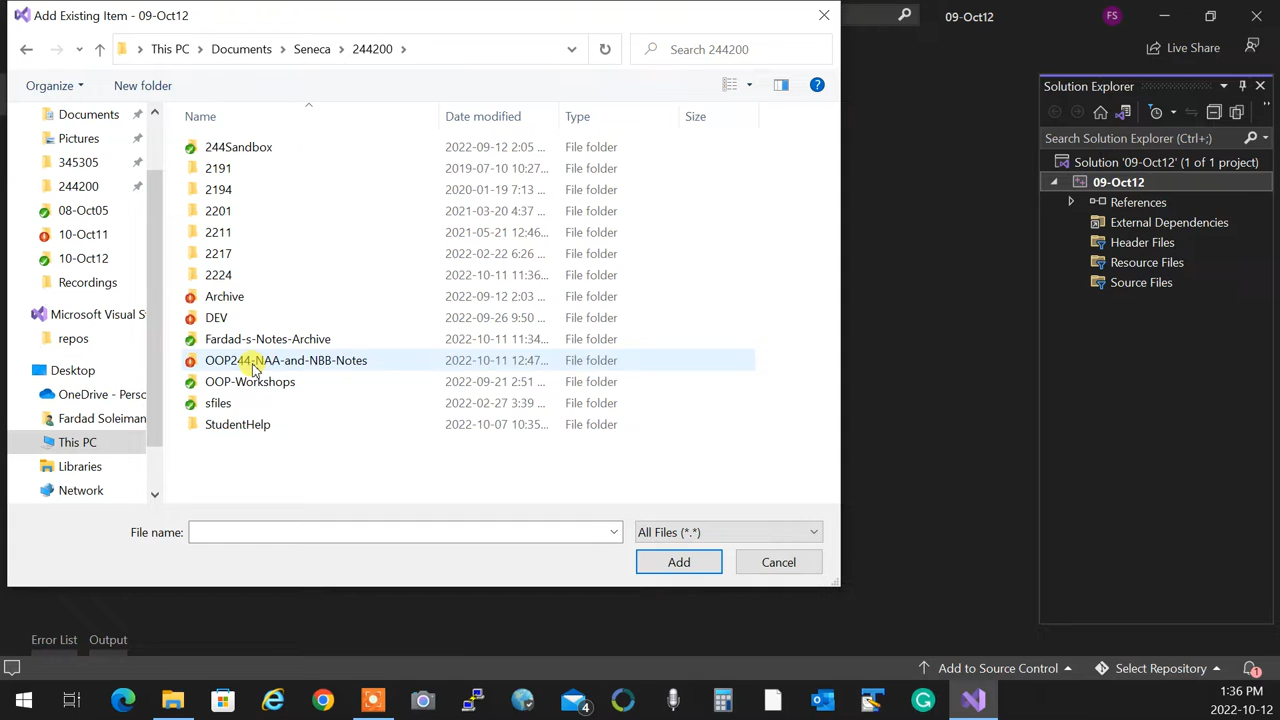 Add Existing Item - 09-Oct12
09-Oct12
FS
This PC
Documents
Seneca
244200
Search 244200
Live Share
Organize
New folder
Solution Explorer
Name
Date modified
Type
Size
Search Solution Explorer (Ctrl+;)
Solution '09-Oct12' (1 of 1 project)
09-Oct12
References
External Dependencies
Header Files
Resource Files
Source Files
Documents
Pictures
345305
244200
08-Oct05
10-Oct11
10-Oct12
Recordings
Microsoft Visual S
repos
Desktop
OneDrive - Persc
Fardad Soleiman
This PC
Libraries
Network
244Sandbox 2022-09-12 2:05 ... File folder
2191 2019-07-10 10:27... File folder
2194 2020-01-19 7:13 ... File folder
2201 2021-03-20 4:37 ... File folder
2211 2021-05-21 12:46... File folder
2217 2022-02-22 6:26 ... File folder
2224 2022-10-11 11:36... File folder
Archive 2022-09-12 2:03 ... File folder
DEV 2022-09-26 9:50 ... File folder
Fardad-s-Notes-Archive 2022-10-11 11:34... File folder
OOP244-NAA-and-NBB-Notes 2022-10-11 12:47... File folder
OOP-Workshops 2022-09-21 2:51 ... File folder
sfiles 2022-02-27 3:39 ... File folder
StudentHelp 2022-10-07 10:35... File folder
File name:
All Files (*.*)
Add
Cancel
Error List
Output
Add to Source Control
Select Repository
1
4
1:36 PM
2022-10-12